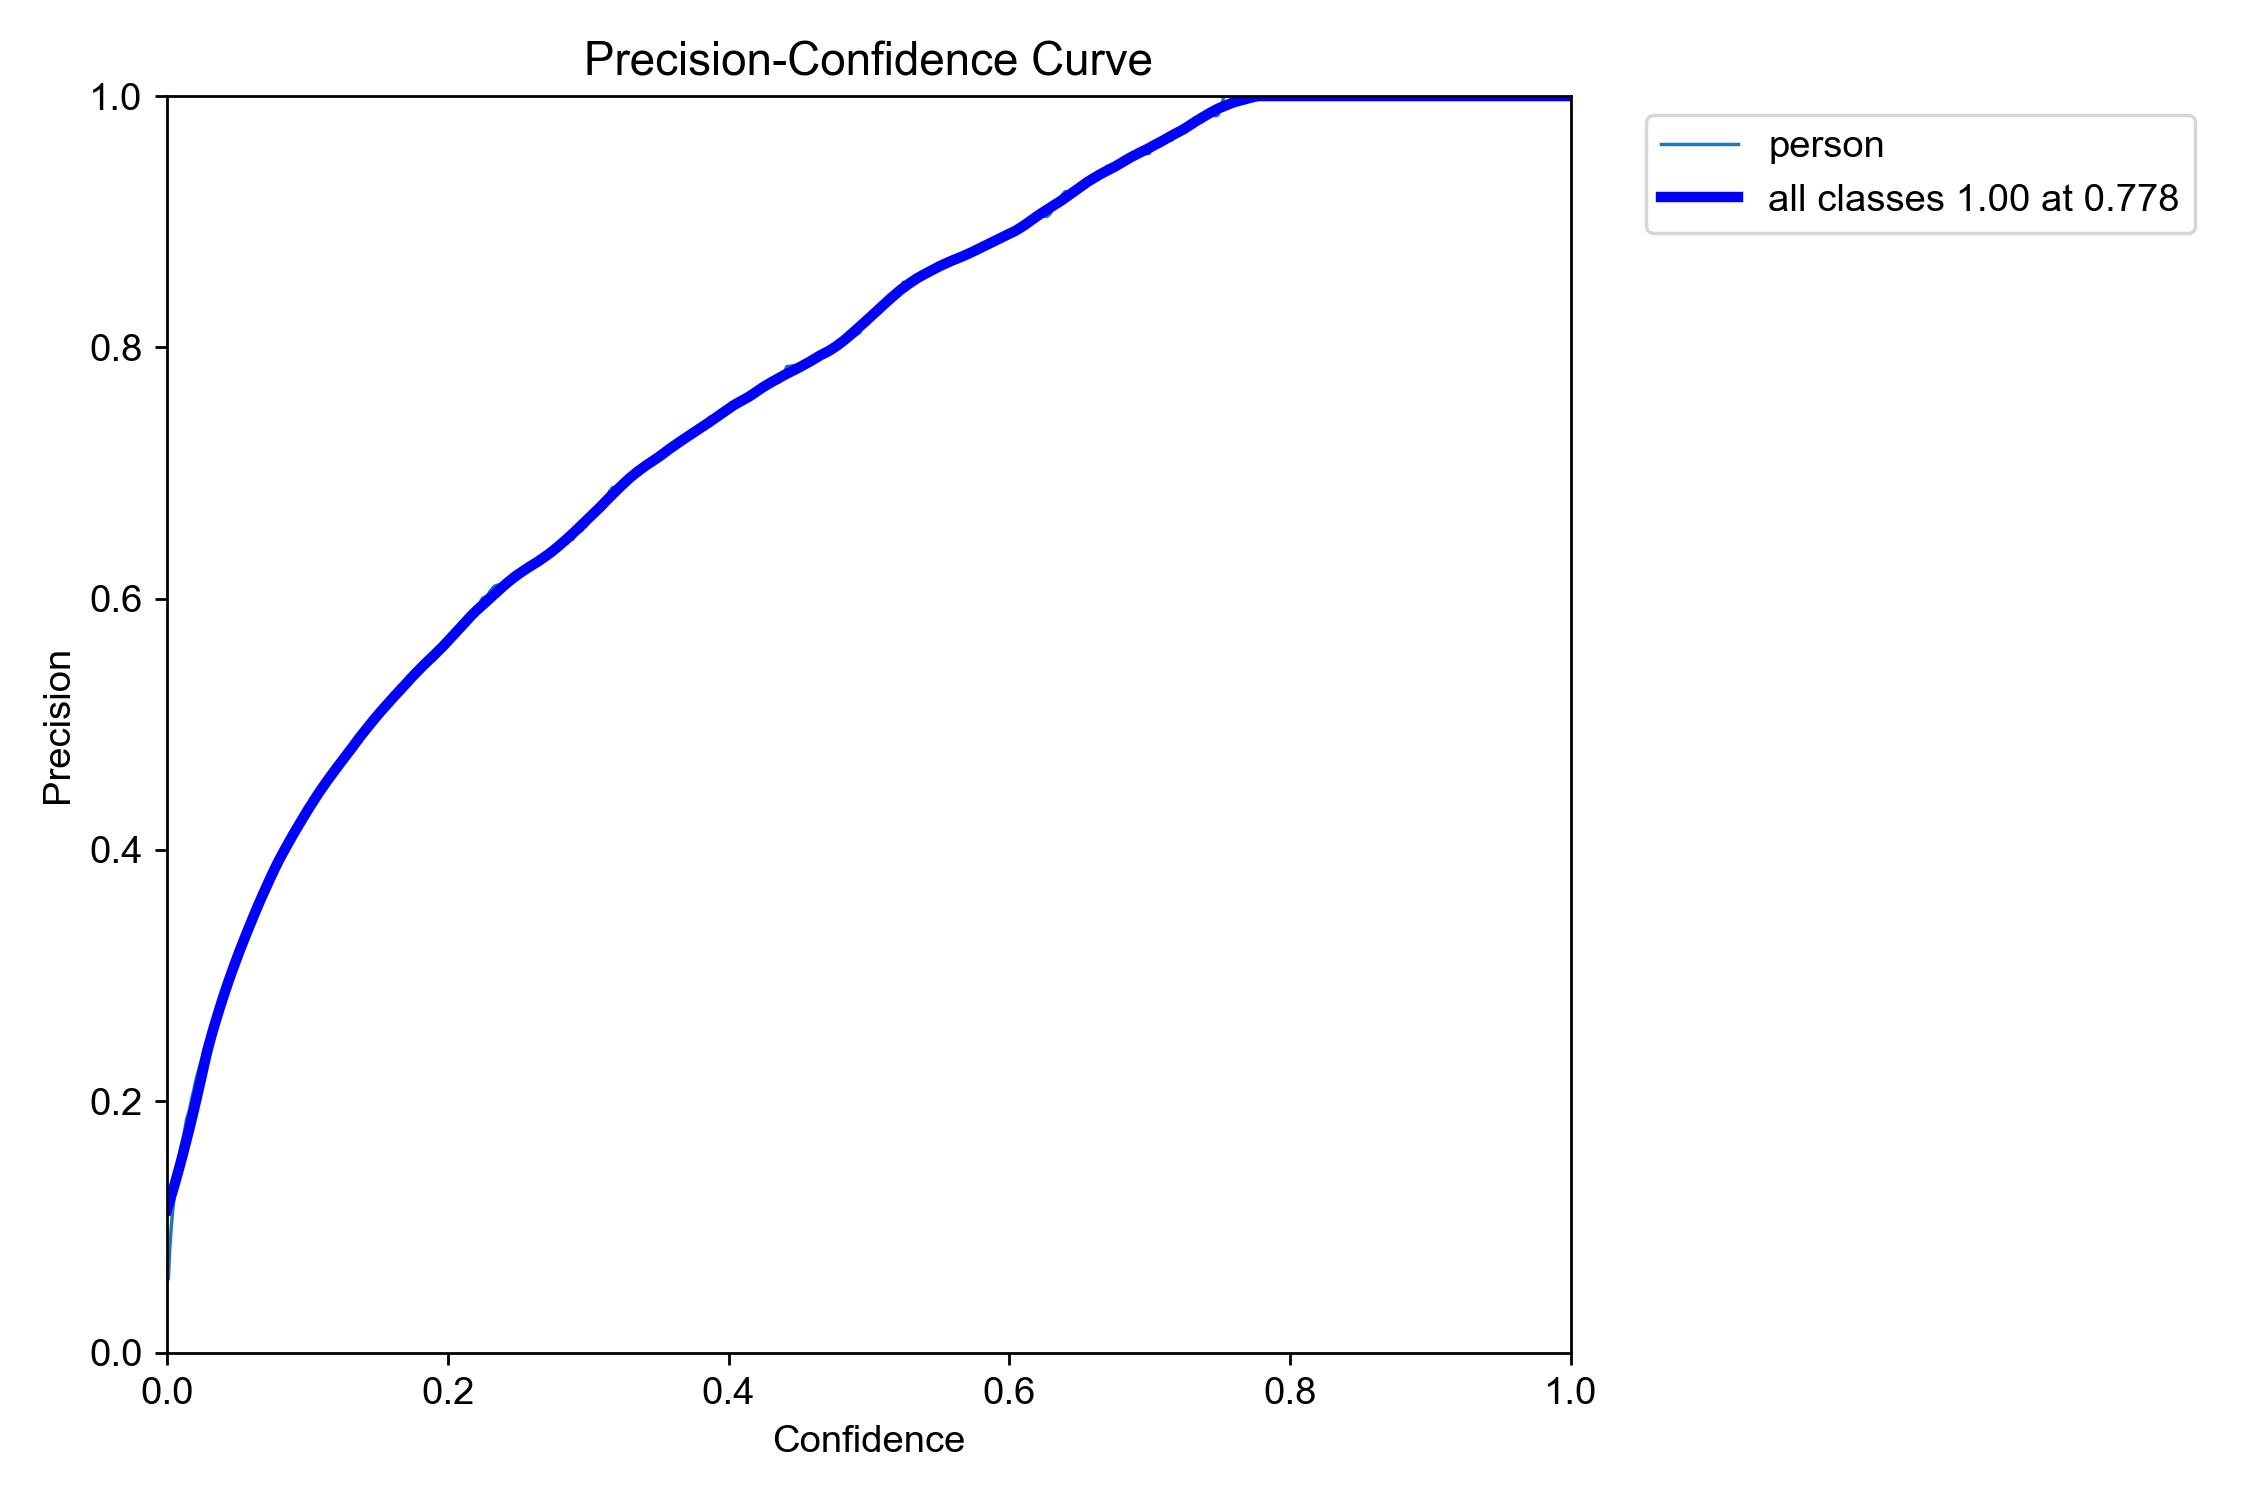 Precision-Confidence Curve
1.0
0.8
0.6
0.4
0.2
0.0
Precision
0.0 0.2 0.4 0.6 0.8 1.0
Confidence
person
all classes 1.00 at 0.778